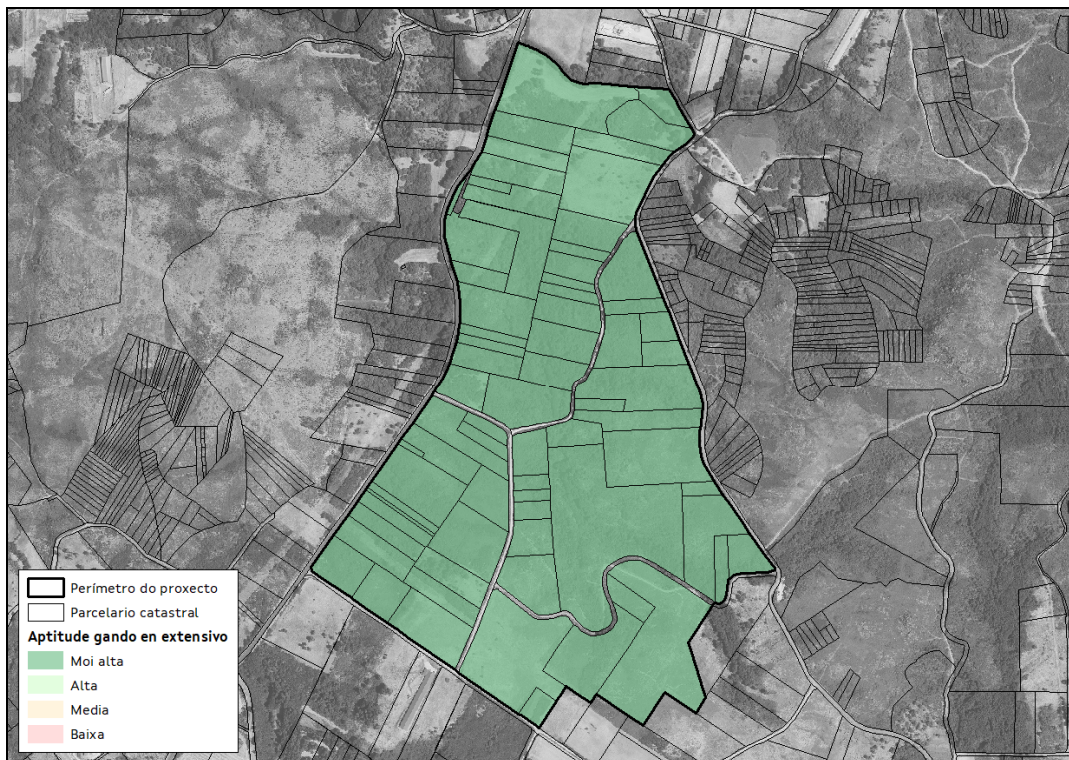 Perímetro do proxecto
Parcelario catastral
Aptitude gando en extensivo
Moi alta
Alta
Media
Baixa